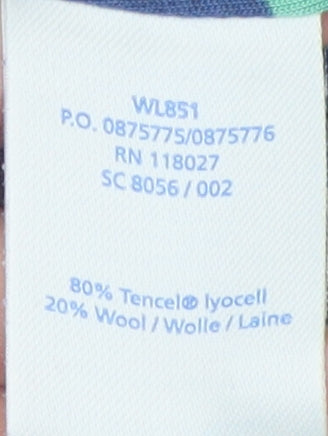 WL851
P.O. 0875775/0875776
RN 118027
SC 8056 / 002
80% Tencel® lyocell
20% Wool / Wolle / Laine